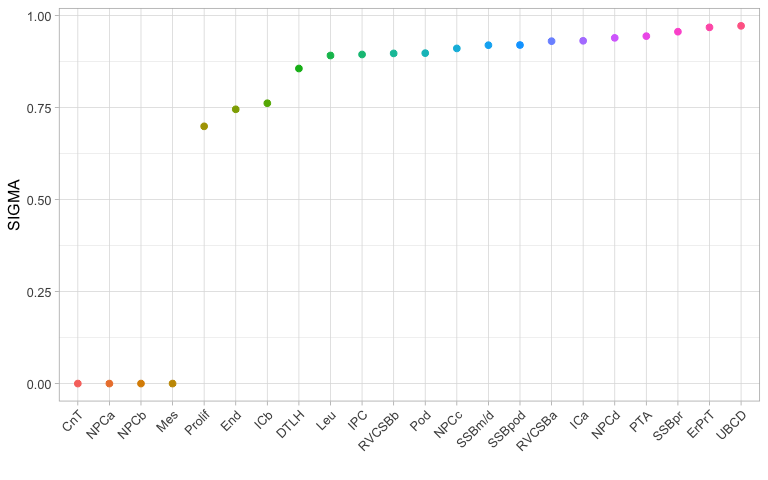 1.00
0.75
0.50
0.25
0.00
SIGMA
CnT
NPCa
NPCb
Mes
Prolif
End
ICb
DTLH
Leu
IPC
RVCSBb
Pod
NPCc
SSBm/d
SSBpod
RVCSBa
ICa
NPCd
PTA
SSBpr
ErPrT
UBCD